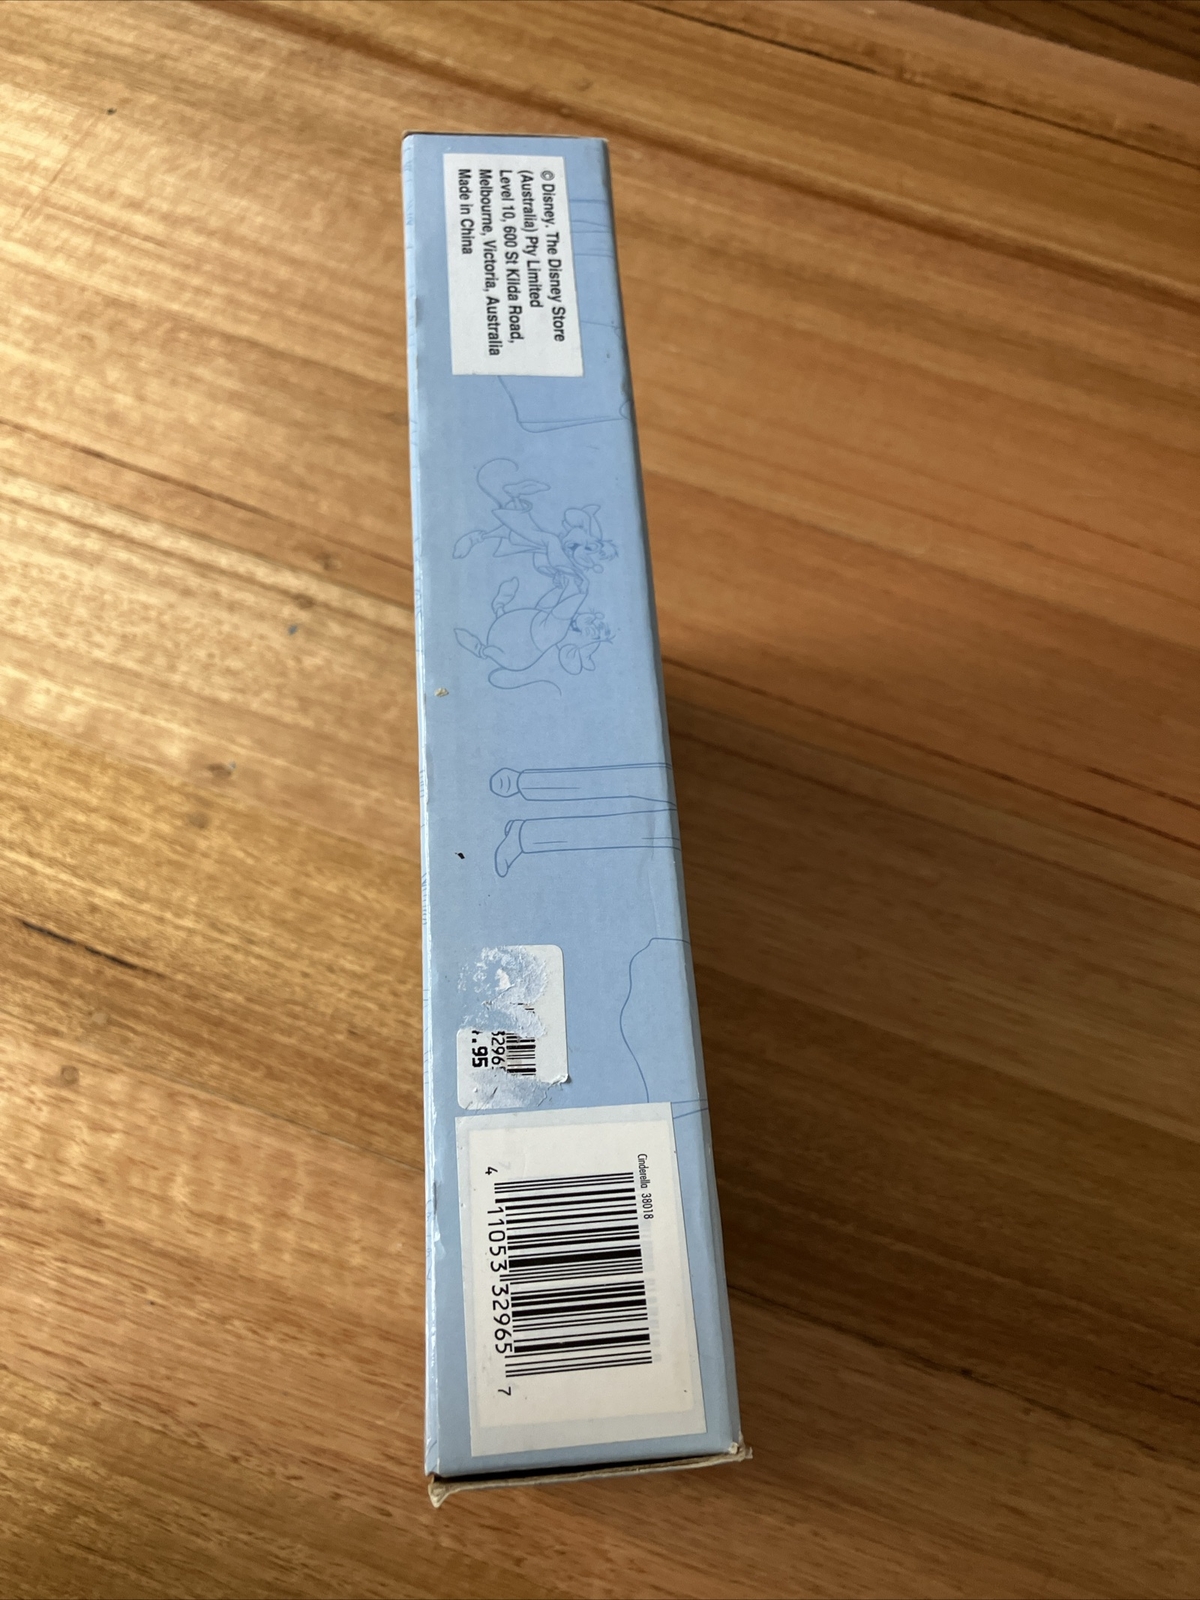 © Disney. The Disney Store
(Australia) Pty Limited
Level 10, 600 St Kilda Road,
Melbourne, Victoria, Australia
Made in China
.95
Cinderella 38018
4 11053 32965 7